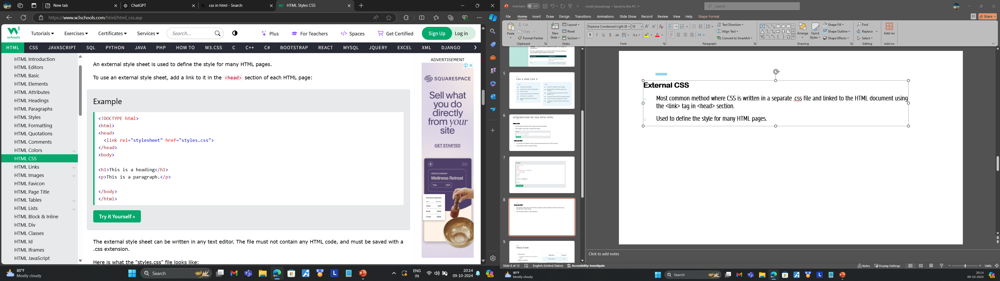 New tab
ChatGPT
css in html - Search
HTML Styles CSS
https://www.w3schools.com/html/html_css.asp
schools
Tutorials
Exercises
Certificates
Services
Search...
Plus
For Teachers
Spaces
Get Certified
Sign Up
Log in
HTML CSS JAVASCRIPT SQL PYTHON JAVA PHP HOW TO W3.CSS C C++ C# BOOTSTRAP REACT MYSQL JQUERY EXCEL XML DJANGO
HTML Introduction
HTML Editors
HTML Basic
HTML Elements
HTML Attributes
HTML Headings
HTML Paragraphs
HTML Styles
HTML Formatting
HTML Quotations
HTML Comments
HTML Colors
HTML CSS
HTML Links
HTML Images
HTML Favicon
HTML Page Title
HTML Tables
HTML Lists
HTML Block & Inline
HTML Div
HTML Classes
HTML Id
HTML Iframes
HTML JavaScript
An external style sheet is used to define the style for many HTML pages.
To use an external style sheet, add a link to it in the <head> section of each HTML page:
Example
<!DOCTYPE html>
<html>
<head>
<link rel="stylesheet" href="styles.css">
</head>
<body>
<h1>This is a heading</h1>
<p>This is a paragraph.</p>
</body>
</html>
Try it Yourself »
The external style sheet can be written in any text editor. The file must not contain any HTML code, and must be saved with a
.css extension.
Here is what the "styles.css" file looks like:
ADVERTISEMENT
SQUARESPACE
Sell what
you do
directly
from your
site
GET STARTED
ORDER SUMMARY
Wellness Retreat
Total $525
First-time Customers
Jones
Smith
Fowler
80°F
Mostly cloudy
Search
ENG
IN
20:14
09-10-2024
AutoSave Off
mod4_boootstrap • Saved to this PC
Search
File Home Insert Draw Design Transitions Animations Slide Show Record Review View Help Shape Format
Share
Paste
Cut
Copy
Format Painter
Clipboard
New
Slide
Layout
Reset
Section
Slides
Daytona Condensed Light (B
18
Font
Text Direction
Align Text
Convert to SmartArt
Paragraph
Arrange
Quick
Styles
Shape Fill
Shape Outline
Shape Effects
Drawing
Find
Replace
Select
Editing
Add-ins
Add-ins
5
CSS-2 AND CSS-3
6
INTEGRATION OF CSS INTO HTML
7
8
External CSS
9
TRACTION
External CSS
Most common method where CSS is written in a separate .css file and linked to the HTML document using
the <link> tag in <head> section.
Used to define the style for many HTML pages.
Click to add notes
Slide 8 of 12
English (United States)
Accessibility: Investigate
Notes
Display Settings
104%
80°F
Mostly cloudy
Search
20:14
09-10-2024